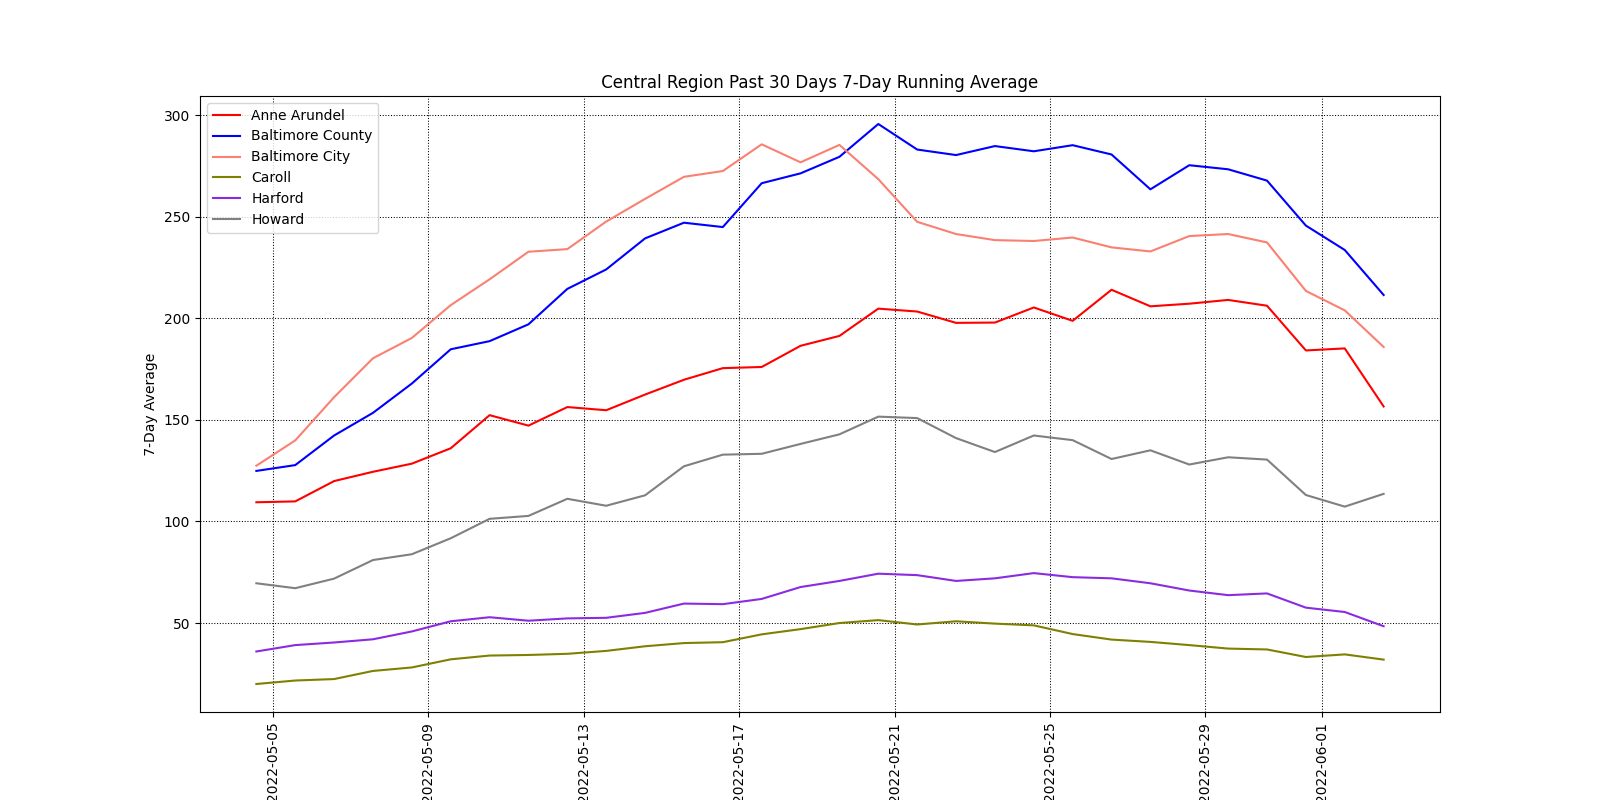 Central Region Past 30 Days 7-Day Running Average
Anne Arundel
Baltimore County
Baltimore City
Caroll
Harford
Howard
7-Day Average
300
250
200
150
100
50
2022-05-05
2022-05-09
2022-05-13
2022-05-17
2022-05-21
2022-05-25
2022-05-29
2022-06-01